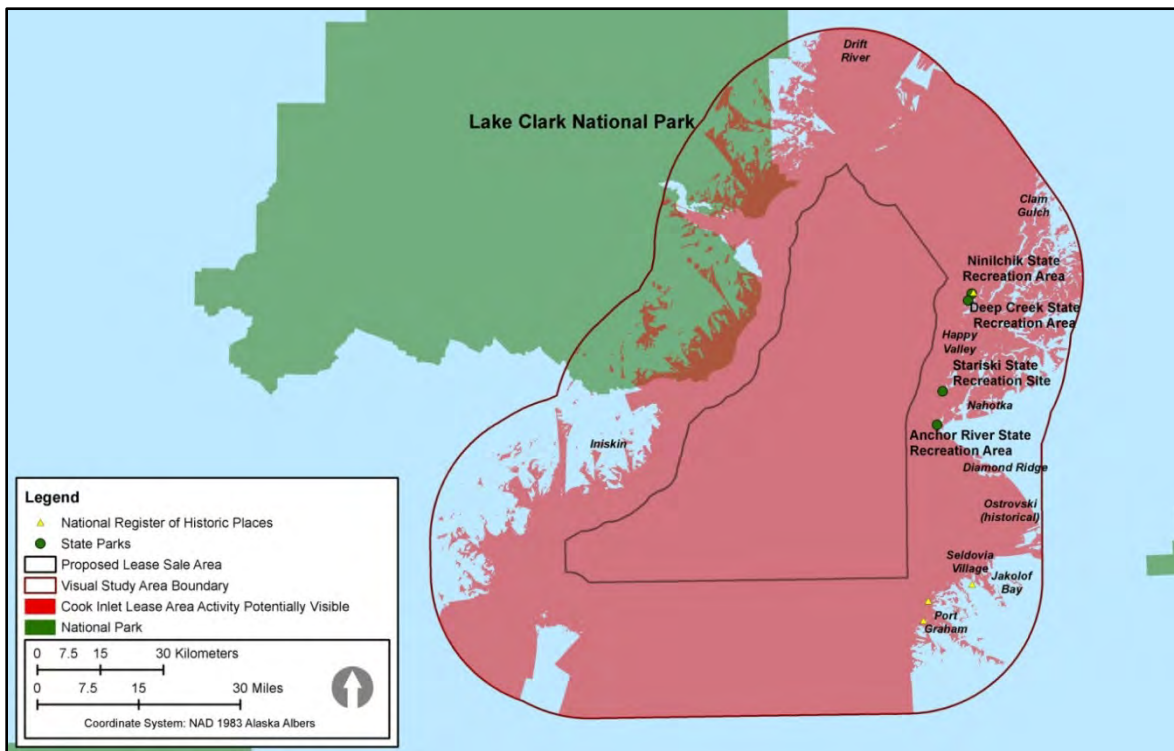 Drift
River
Lake Clark National Park
Clam
Gulch
Ninilchik State
Recreation Area
Deep Creek State
Recreation Area
Happy
Valley
Stariski State
Recreation Site
Nahotka
Anchor River State
Recreation Area
Iniskin
Diamond Ridge
Ostrovski
(historical)
Seldovia
Village
Jakolof
Bay
Port
Graham
Legend
National Register of Historic Places
State Parks
Proposed Lease Sale Area
Visual Study Area Boundary
Cook Inlet Lease Area Activity Potentially Visible
National Park
0 7.5 15 30 Kilometers
0 7.5 15 30 Miles
Coordinate System: NAD 1983 Alaska Albers